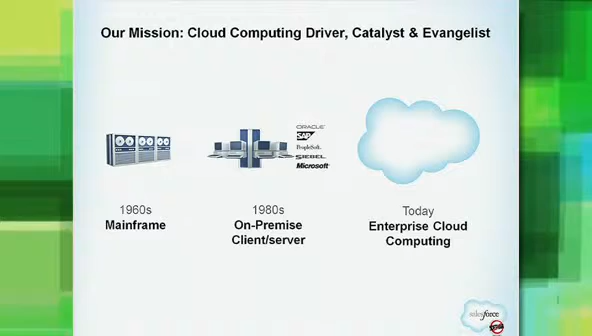 Our Mission: Cloud Computing Driver, Catalyst & Evangelist
ORACLE
SAP
PeopleSoft
SIEBEL
Microsoft
1960s
Mainframe
1980s
On-Premise
Client/server
Today
Enterprise Cloud
Computing
salesforce